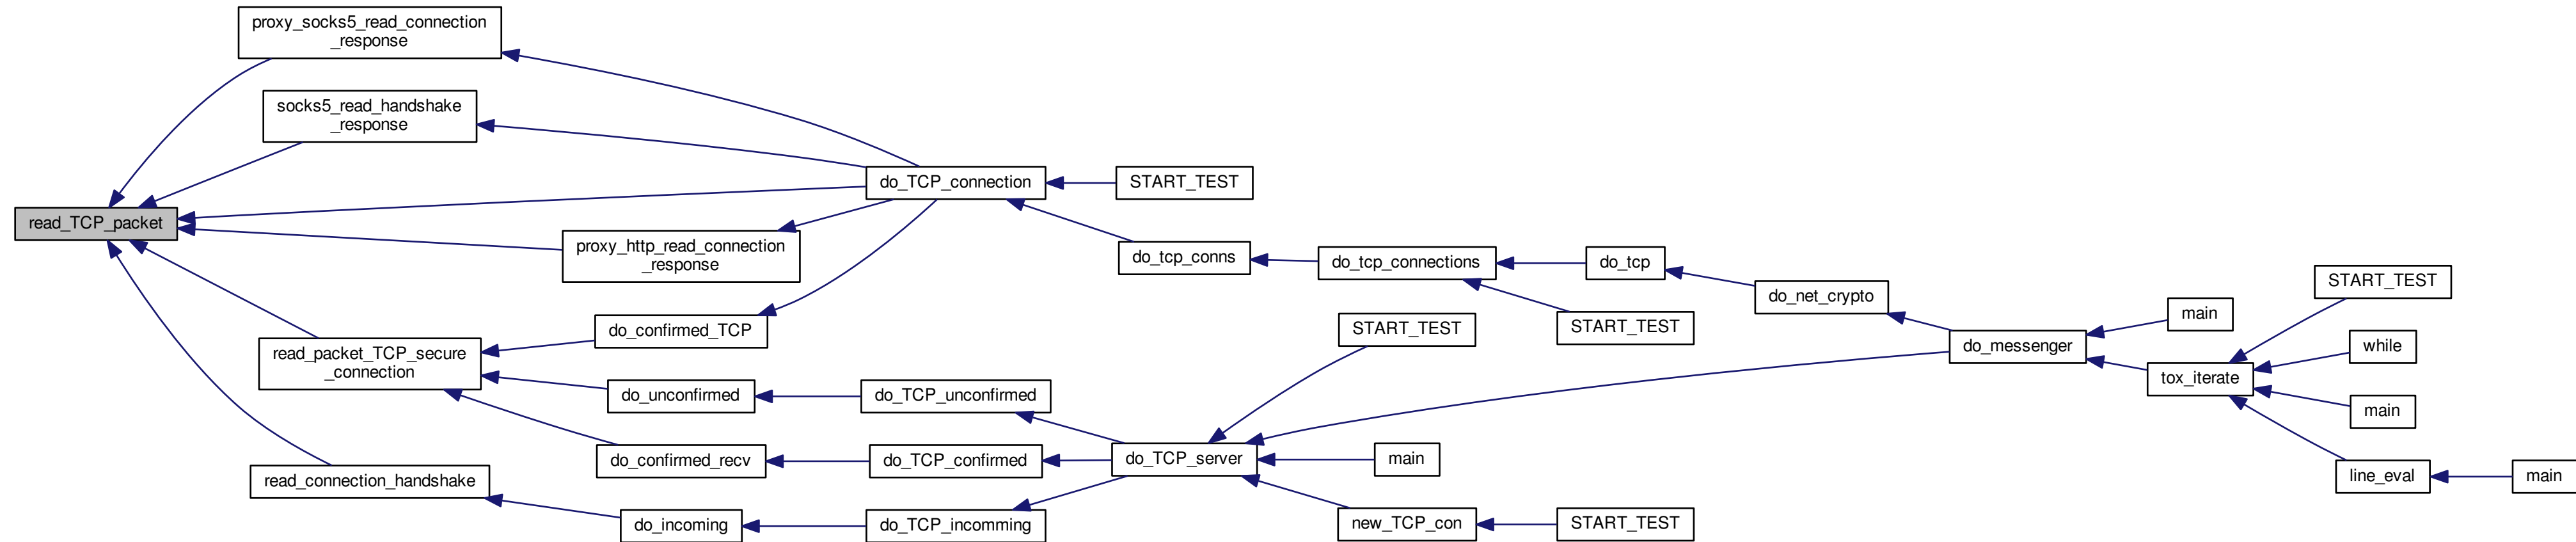 proxy_socks5_read_connection
_response
socks5_read_handshake
_response
do_TCP_connection
START_TEST
read_TCP_packet
proxy_http_read_connection
_response
do_tcp_conns
do_tcp_connections
do_tcp
START_TEST
do_net_crypto
main
do_confirmed_TCP
START_TEST
START_TEST
do_messenger
while
read_packet_TCP_secure
_connection
tox_iterate
do_unconfirmed
do_TCP_unconfirmed
main
do_confirmed_recv
do_TCP_confirmed
do_TCP_server
main
line_eval
main
read_connection_handshake
do_incoming
do_TCP_incomming
new_TCP_con
START_TEST